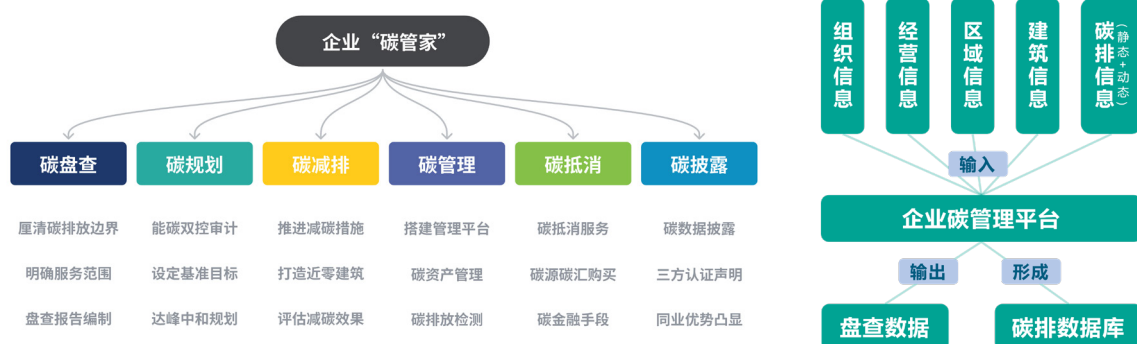 企业“碳管家”
碳盘查
碳规划
碳减排
碳管理
碳抵消
碳披露
厘清碳排放边界
能碳双控审计
推进减碳措施
搭建管理平台
碳抵消服务
碳数据披露
明确服务范围
设定基准目标
打造近零建筑
碳资产管理
碳源碳汇购买
三方认证声明
盘查报告编制
达峰中和规划
评估减碳效果
碳排放检测
碳金融手段
同业优势凸显
组织信息
经营信息
区域信息
建筑信息
碳排信息
（静态+动态）
输入
企业碳管理平台
输出
形成
盘查数据
碳排数据库